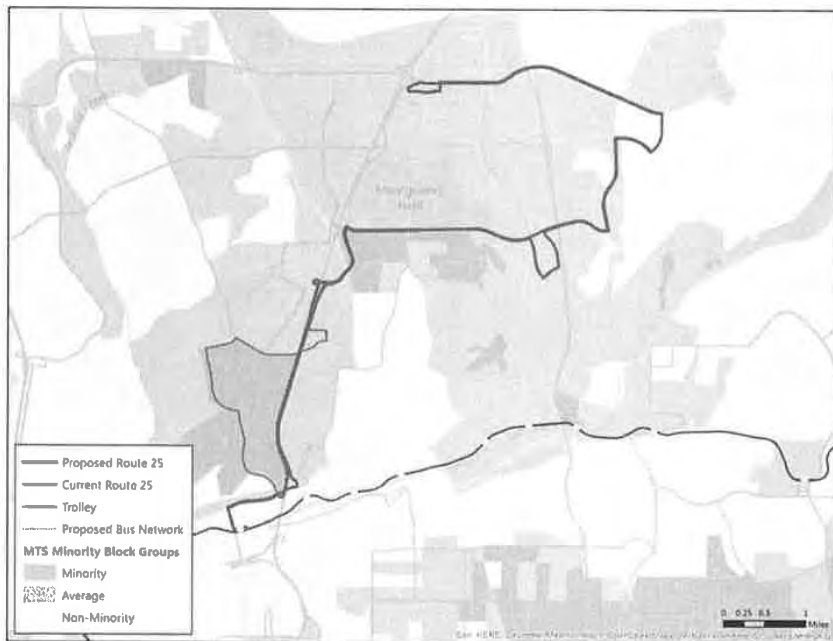 Proposed Route 25
Current Route 25
Trolley
Proposed Bus Network
MTS Minority Block Groups
Minority
Average
Non-Minority
0 0.25 0.5 1
Miles